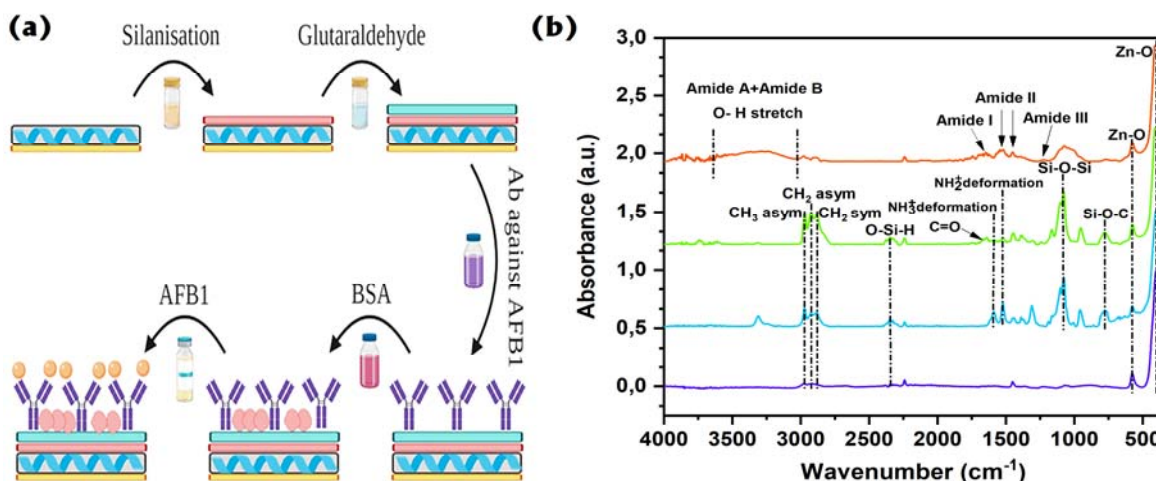 (a)
Silanisation
Glutaraldehyde
Ab against AFB1
BSA
AFB1
(b)
Absorbance (a.u.)
3,0
2,5
2,0
1,5
1,0
0,5
0,0
Zn-O
Amide A+Amide B
O- H stretch
Amide I
Amide II
Amide III
Zn-O
Si-O-Si
CH₃ asym
CH₂ asym
CH₂ sym
O-Si-H
C=O
NH₃⁺deformation
NH₂⁺deformation
Si-O-C
4000 3500 3000 2500 2000 1500 1000 500
Wavenumber (cm⁻¹)